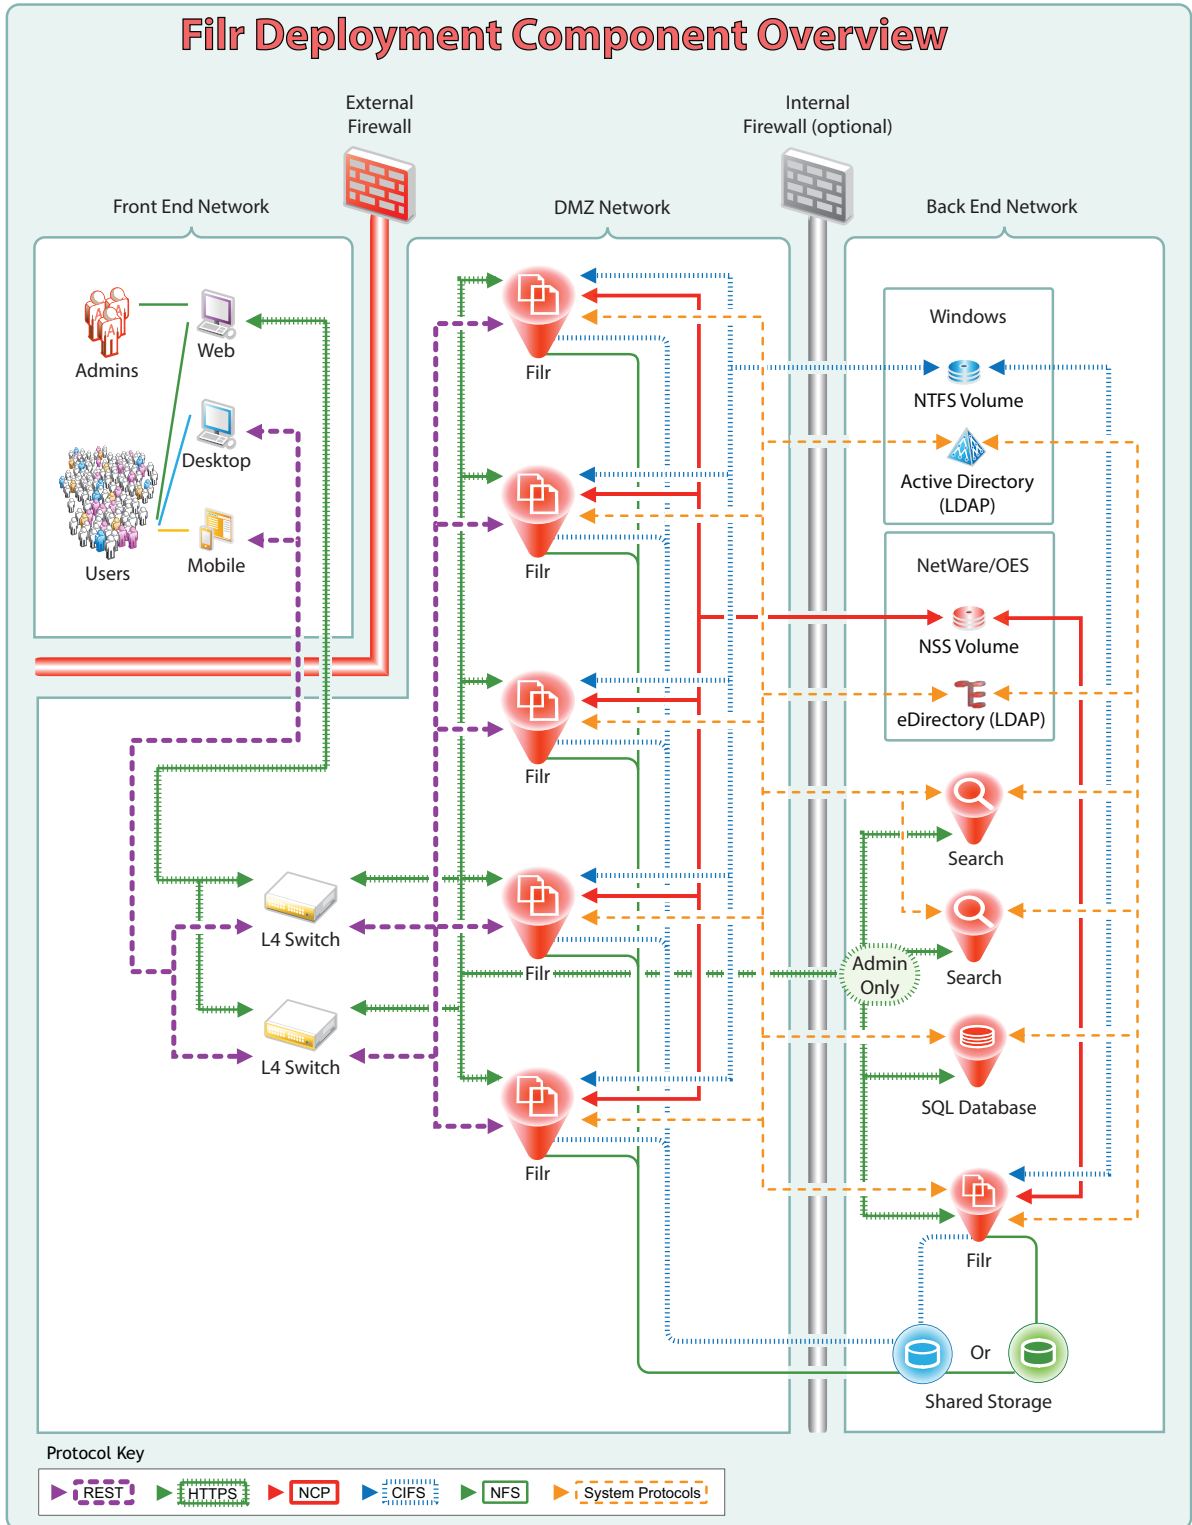 Filr Deployment Component Overview
External
Firewall
Internal
Firewall (optional)
Front End Network
DMZ Network
Back End Network
Admins
Web
Desktop
Users
Mobile
Filr
Filr
Filr
Filr
Filr
L4 Switch
L4 Switch
Windows
NTFS Volume
Active Directory
(LDAP)
NetWare/OES
NSS Volume
eDirectory (LDAP)
Search
Search
Admin
Only
SQL Database
Filr
Or
Shared Storage
Protocol Key
REST
HTTPS
NCP
CIFS
NFS
System Protocols